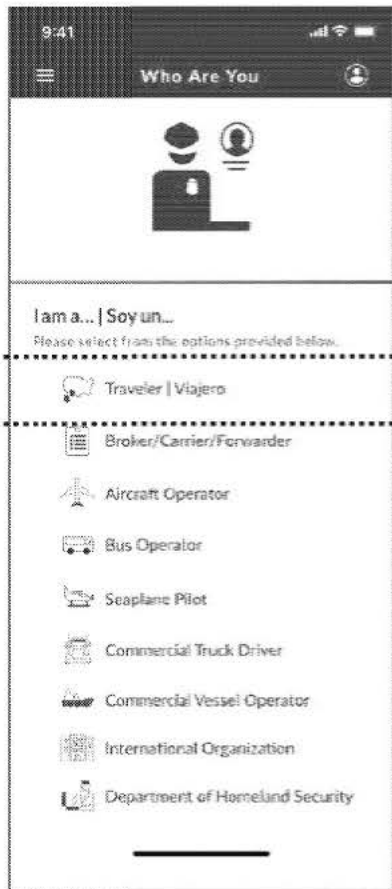 9:41
Who Are You
I am a... | Soy un...
Please select from the options provided below.
Traveler | Viajero
Broker/Carrier/Forwarder
Aircraft Operator
Bus Operator
Seaplane Pilot
Commercial Truck Driver
Commercial Vessel Operator
International Organization
Department of Homeland Security